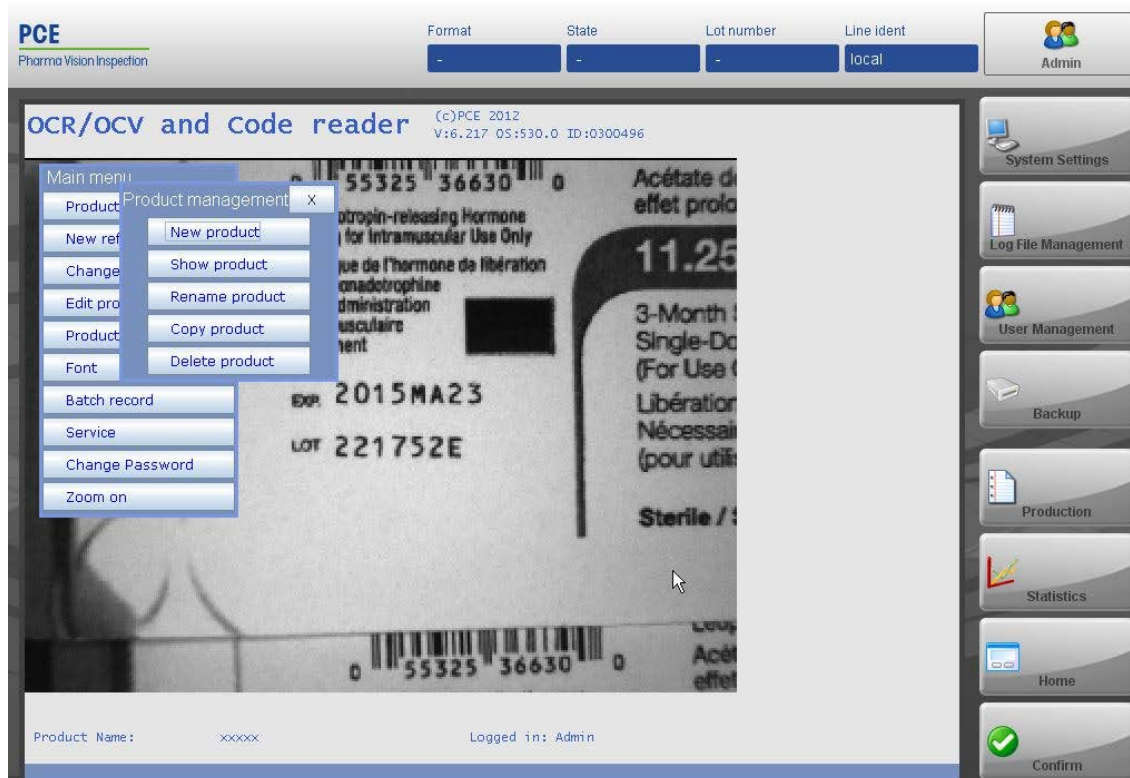 PCE
Pharma Vision Inspection
Format
-
State
-
Lot number
-
Line ident
local
Admin
OCR/OCV and Code reader
(c)PCE 2012
V:6.217 OS:530.0 ID:0300496
Main menu
Product
New ref
Change
Edit pro
Product
Font
Batch record
Service
Change Password
Zoom on
Product management X
New product
Show product
Rename product
Copy product
Delete product
55325 36630 0
otropin-releasing Hormone
for Intramuscular Use Only
ue de l'hormone de libération
onadotrophine
dministration
usculaire
ment
EXP. 2015MA23
LOT 221752E
Acétate d
effet prolo
11.25
3-Month
Single-Do
(For Use
Libération
Nécessai
(pour utili
Sterile /
0 55325 36630 0
Acét
effet
Product Name: xxxxx
Logged in: Admin
System Settings
Log File Management
User Management
Backup
Production
Statistics
Home
Confirm